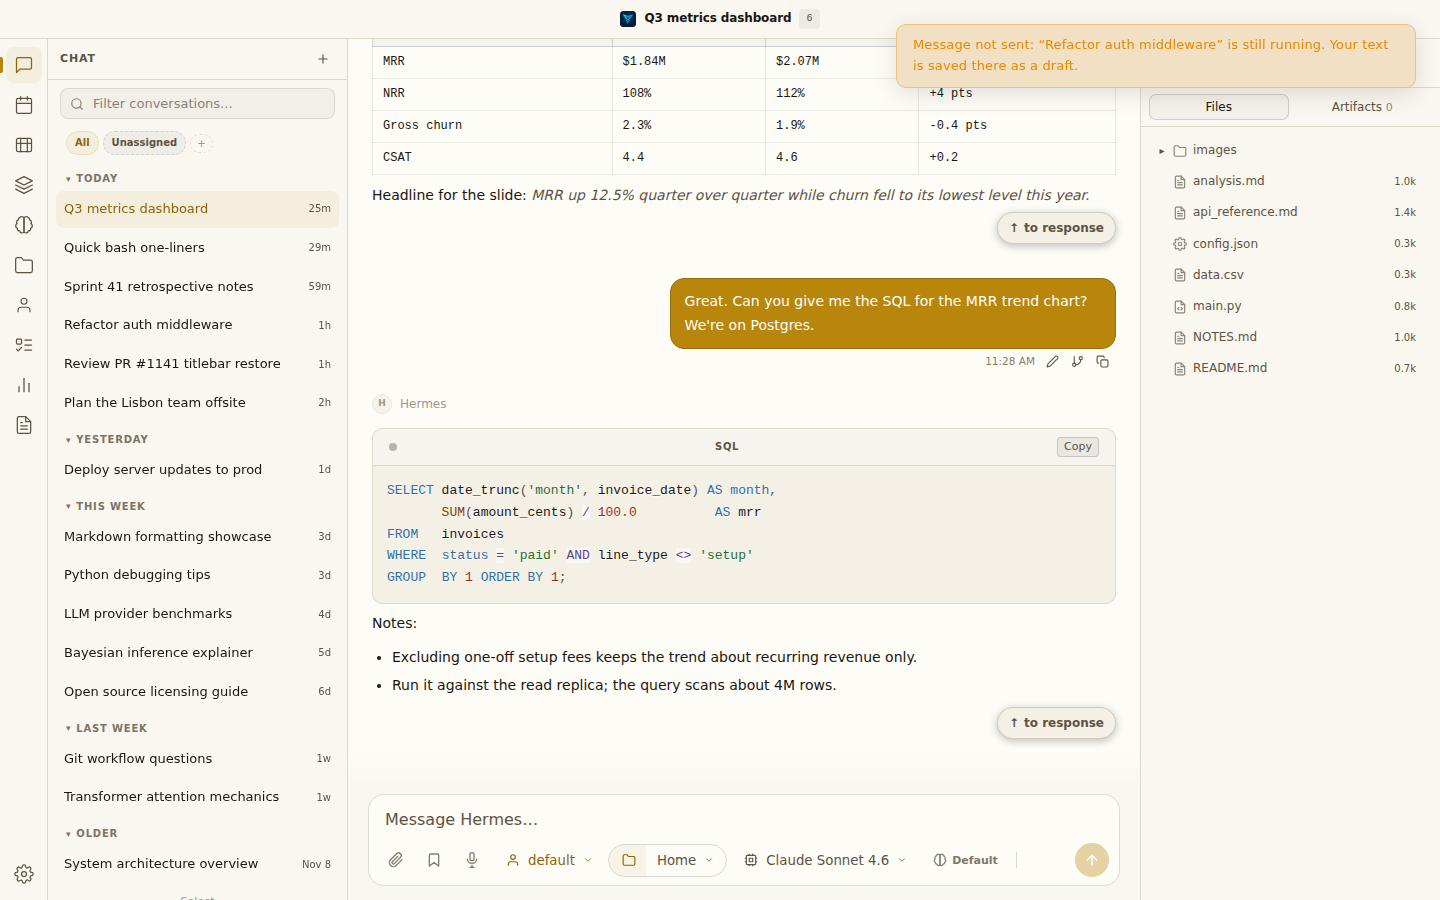 Q3 metrics dashboard 6
Message not sent: “Refactor auth middleware” is still running. Your text
is saved there as a draft.
CHAT
Filter conversations...
All Unassigned +
TODAY
Q3 metrics dashboard 25m
Quick bash one-liners 29m
Sprint 41 retrospective notes 59m
Refactor auth middleware 1h
Review PR #1141 titlebar restore 1h
Plan the Lisbon team offsite 2h
YESTERDAY
Deploy server updates to prod 1d
THIS WEEK
Markdown formatting showcase 3d
Python debugging tips 3d
LLM provider benchmarks 4d
Bayesian inference explainer 5d
Open source licensing guide 6d
LAST WEEK
Git workflow questions 1w
Transformer attention mechanics 1w
OLDER
System architecture overview Nov 8
Select
MRR $1.84M $2.07M
NRR 108% 112% +4 pts
Gross churn 2.3% 1.9% -0.4 pts
CSAT 4.4 4.6 +0.2
Headline for the slide: MRR up 12.5% quarter over quarter while churn fell to its lowest level this year.
↑ to response
Great. Can you give me the SQL for the MRR trend chart?
We're on Postgres.
11:28 AM
H Hermes
SQL Copy
SELECT date_trunc('month', invoice_date) AS month,
SUM(amount_cents) / 100.0 AS mrr
FROM invoices
WHERE status = 'paid' AND line_type <> 'setup'
GROUP BY 1 ORDER BY 1;
Notes:
• Excluding one-off setup fees keeps the trend about recurring revenue only.
• Run it against the read replica; the query scans about 4M rows.
↑ to response
Message Hermes...
default Home Claude Sonnet 4.6 Default
Files Artifacts 0
images
analysis.md 1.0k
api_reference.md 1.4k
config.json 0.3k
data.csv 0.3k
main.py 0.8k
NOTES.md 1.0k
README.md 0.7k